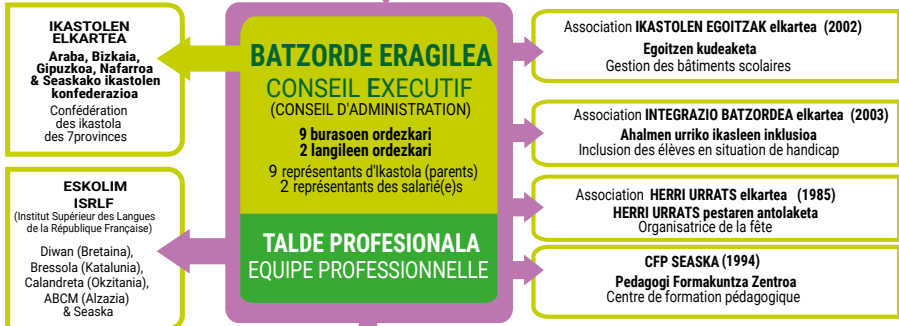 IKASTOLEN
ELKARTEA
Araba, Bizkaia,
Gipuzkoa, Nafarroa
& Seaskako ikastolen
konfederazioa
Confédération
des ikastola
des 7provinces
ESKOLIM
ISRLF
(Institut Supérieur des Langues
de la République Française)
Diwan (Bretaina),
Bressola (Katalunia),
Calandreta (Okzitania),
ABCM (Alzazia)
& Seaska
BATZORDE ERAGILEA
CONSEIL EXECUTIF
(CONSEIL D'ADMINISTRATION)
9 burasoen ordezkari
2 langileen ordezkari
9 représentants d'Ikastola (parents)
2 représentants des salarié(e)s
TALDE PROFESIONALA
EQUIPE PROFESSIONNELLE
Association IKASTOLEN EGOITZAK elkartea (2002)
Egoitzen kudeaketa
Gestion des bâtiments scolaires
Association INTEGRAZIO BATZORDEA elkartea (2003)
Ahalmen urriko ikasleen inklusioa
Inclusion des élèves en situation de handicap
Association HERRI URRATS elkartea (1985)
HERRI URRATS pestaren antolaketa
Organisatrice de la fête
CFP SEASKA (1994)
Pedagogi Formakuntza Zentroa
Centre de formation pédagogique